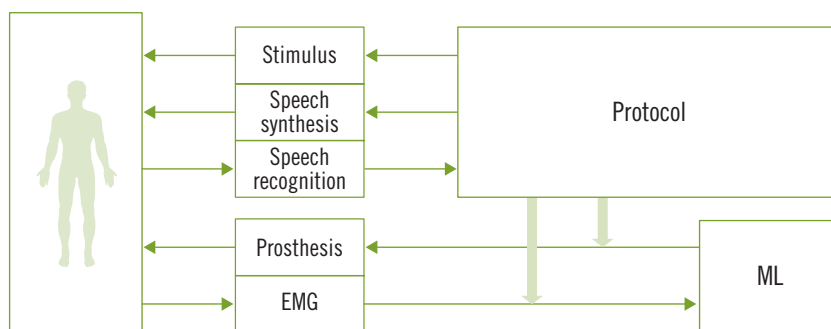 Stimulus
Speech
synthesis
Speech
recognition
Protocol
Prosthesis
EMG
ML